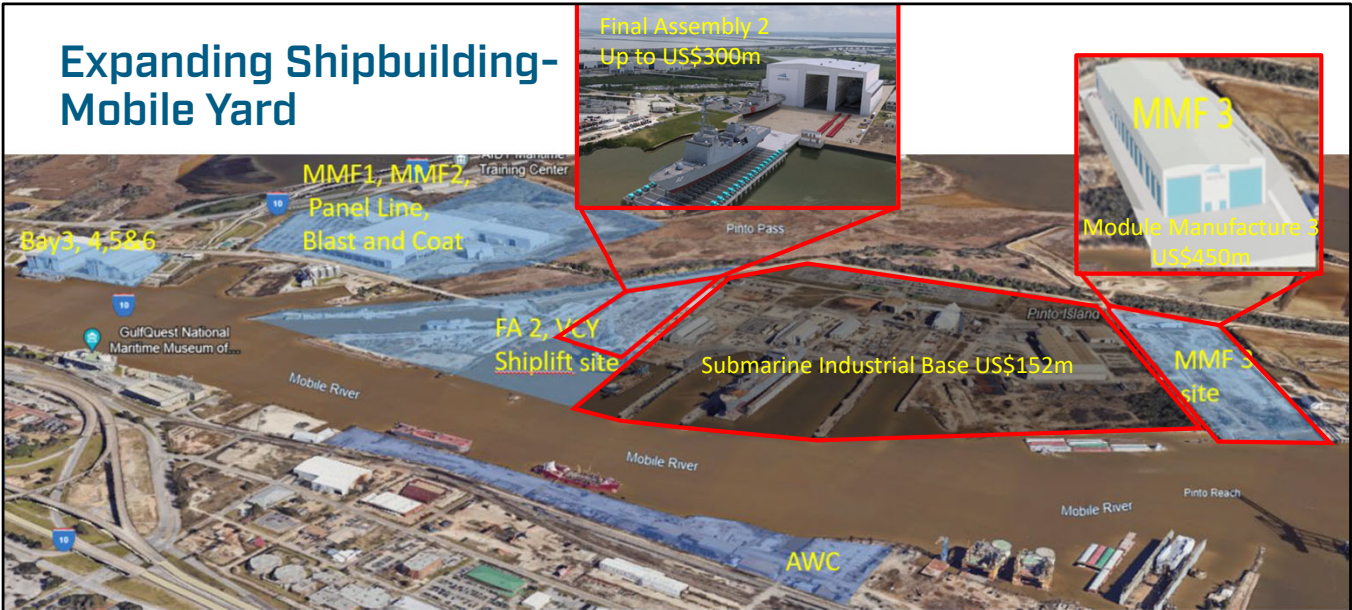 Expanding Shipbuilding-
Mobile Yard
Final Assembly 2
Up to US$300m
MMF 3
Module Manufacture 3
US$450m
Training Center
MMF1, MMF2,
Panel Line,
Blast and Coat
10
10
Bay3, 4,5&6
Pinto Pass
10
GulfQuest National
Maritime Museum of...
FA 2, VCY
Shiplift site
Pinto Island
Submarine Industrial Base US$152m
MMF 3
site
Mobile River
Mobile River
Pinto Reach
Mobile River
10
AWC